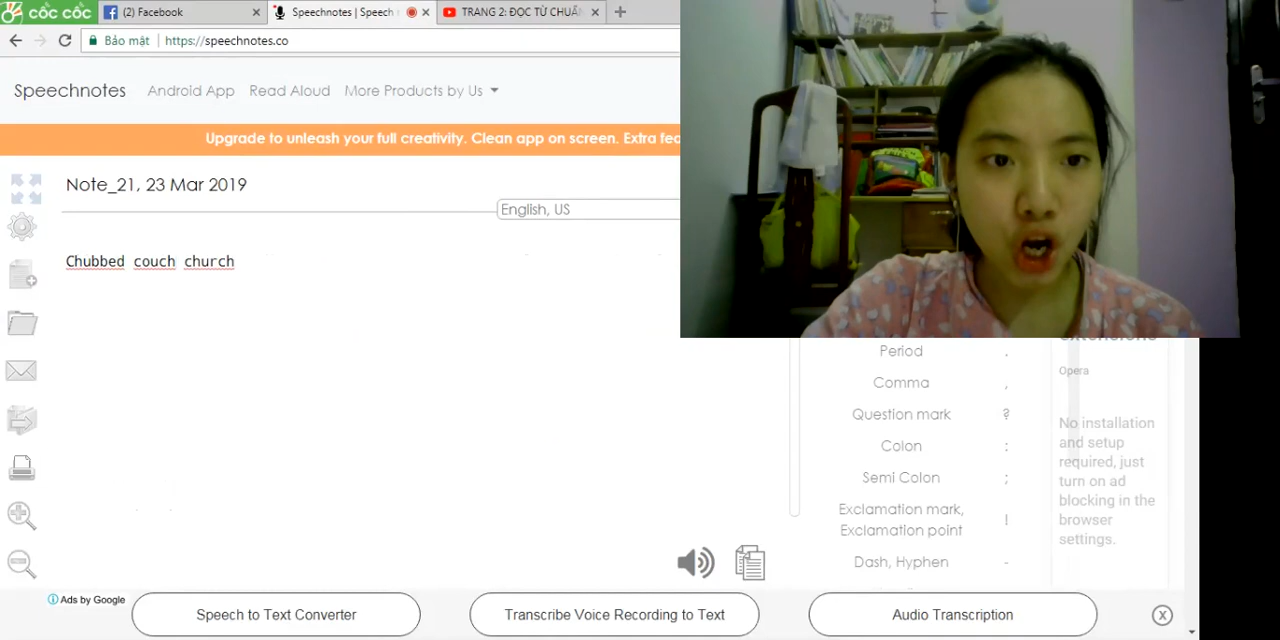 cốc cốc
(2) Facebook
Speechnotes | Speech
TRANG 2: ĐỌC TỪ CHUẨ
Bảo mật
https://speechnotes.co
Speechnotes
Android App
Read Aloud
More Products by Us
Upgrade to unleash your full creativity. Clean app on screen. Extra fea
Note_21, 23 Mar 2019
English, US
Chubbed couch church
Period .
Comma ,
Question mark ?
Colon :
Semi Colon ;
Exclamation mark, !
Exclamation point
Dash, Hyphen -
extensions
Opera
No installation
and setup
required, just
turn on ad
blocking in the
browser
settings.
Ads by Google
Speech to Text Converter
Transcribe Voice Recording to Text
Audio Transcription